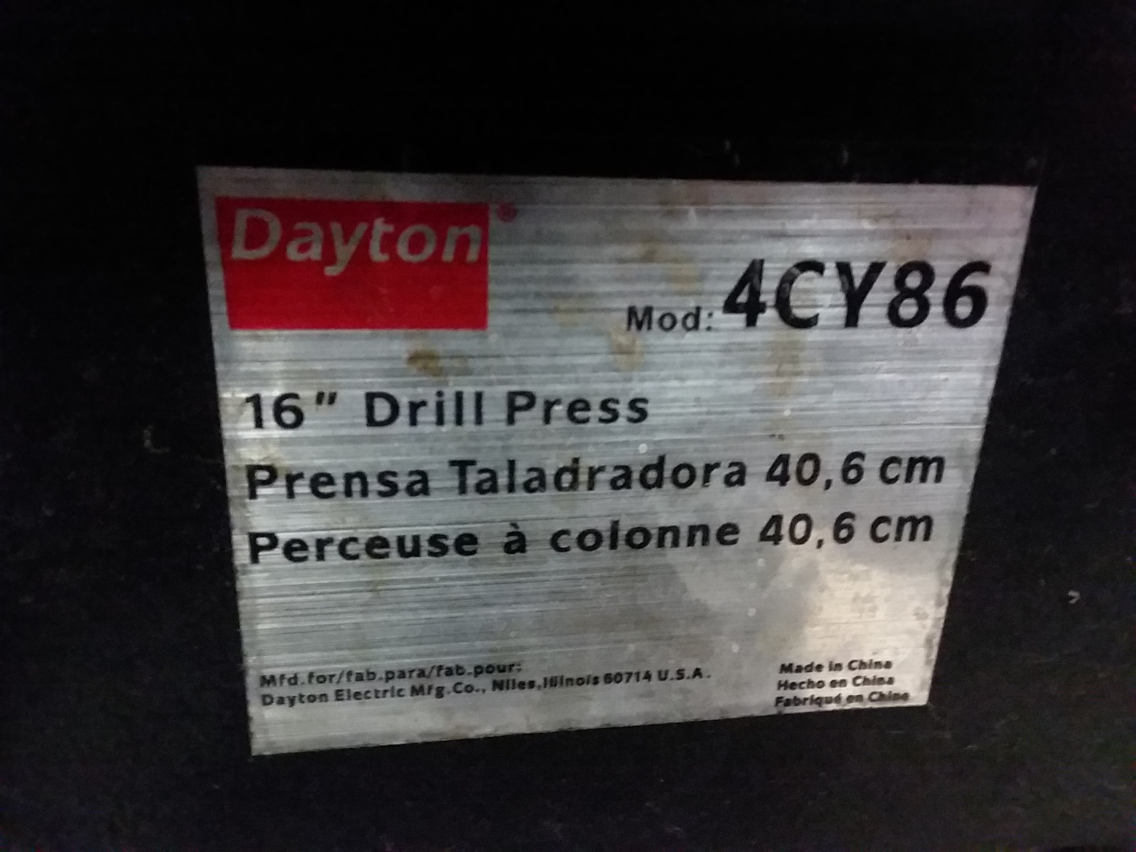 Dayton®
Mod: 4CY86
16" Drill Press
Prensa Taladradora 40,6 cm
Perceuse à colonne 40,6 cm
Mfd.for/fab.para/fab.pour:
Dayton Electric Mfg.Co., Niles,Illinois 60714 U.S.A.
Made in China
Hecho en China
Fabriqué en Chine